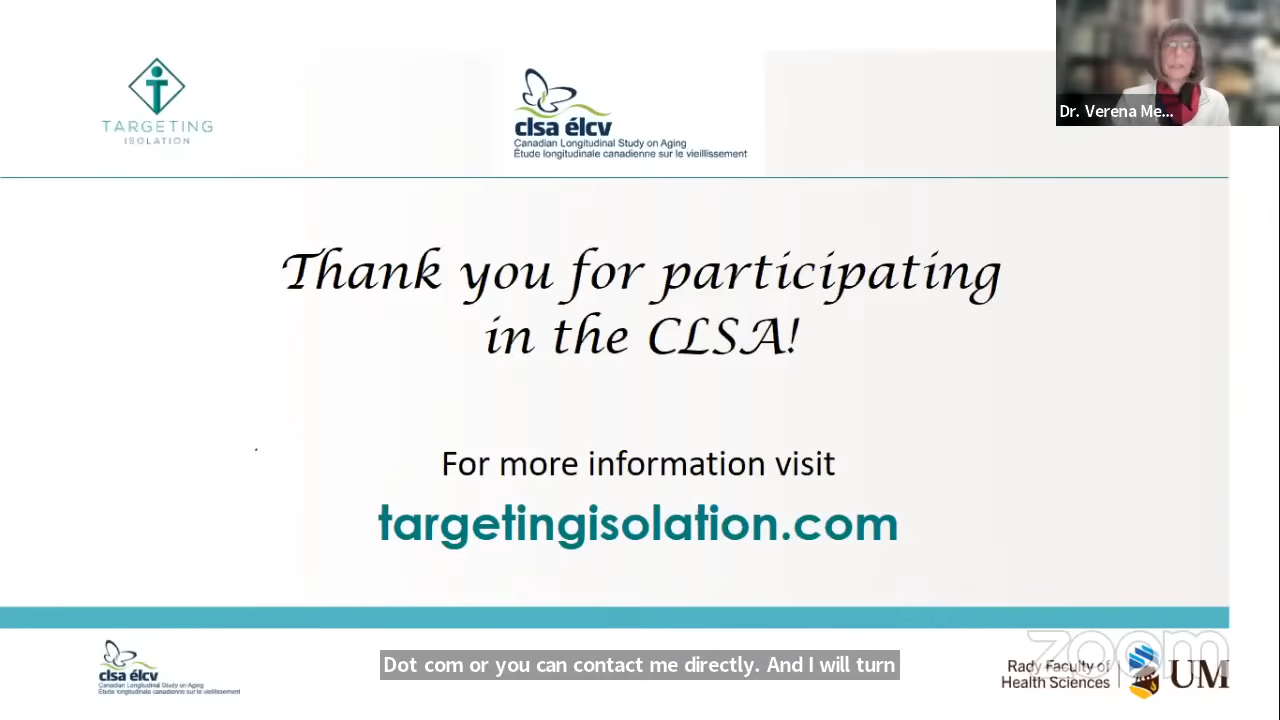 TARGETING
ISOLATION
clsa élcv
Canadian Longitudinal Study on Aging
Étude longitudinale canadienne sur le vieillissement
Dr. Verena Me...
Thank you for participating
in the CLSA!
For more information visit
targetingisolation.com
clsa élcv
Canadian Longitudinal Study on Aging
Étude longitudinale canadienne sur le vieillissement
Dot com or you can contact me directly. And I will turn
zoom
Rady Faculty of
Health Sciences
UM